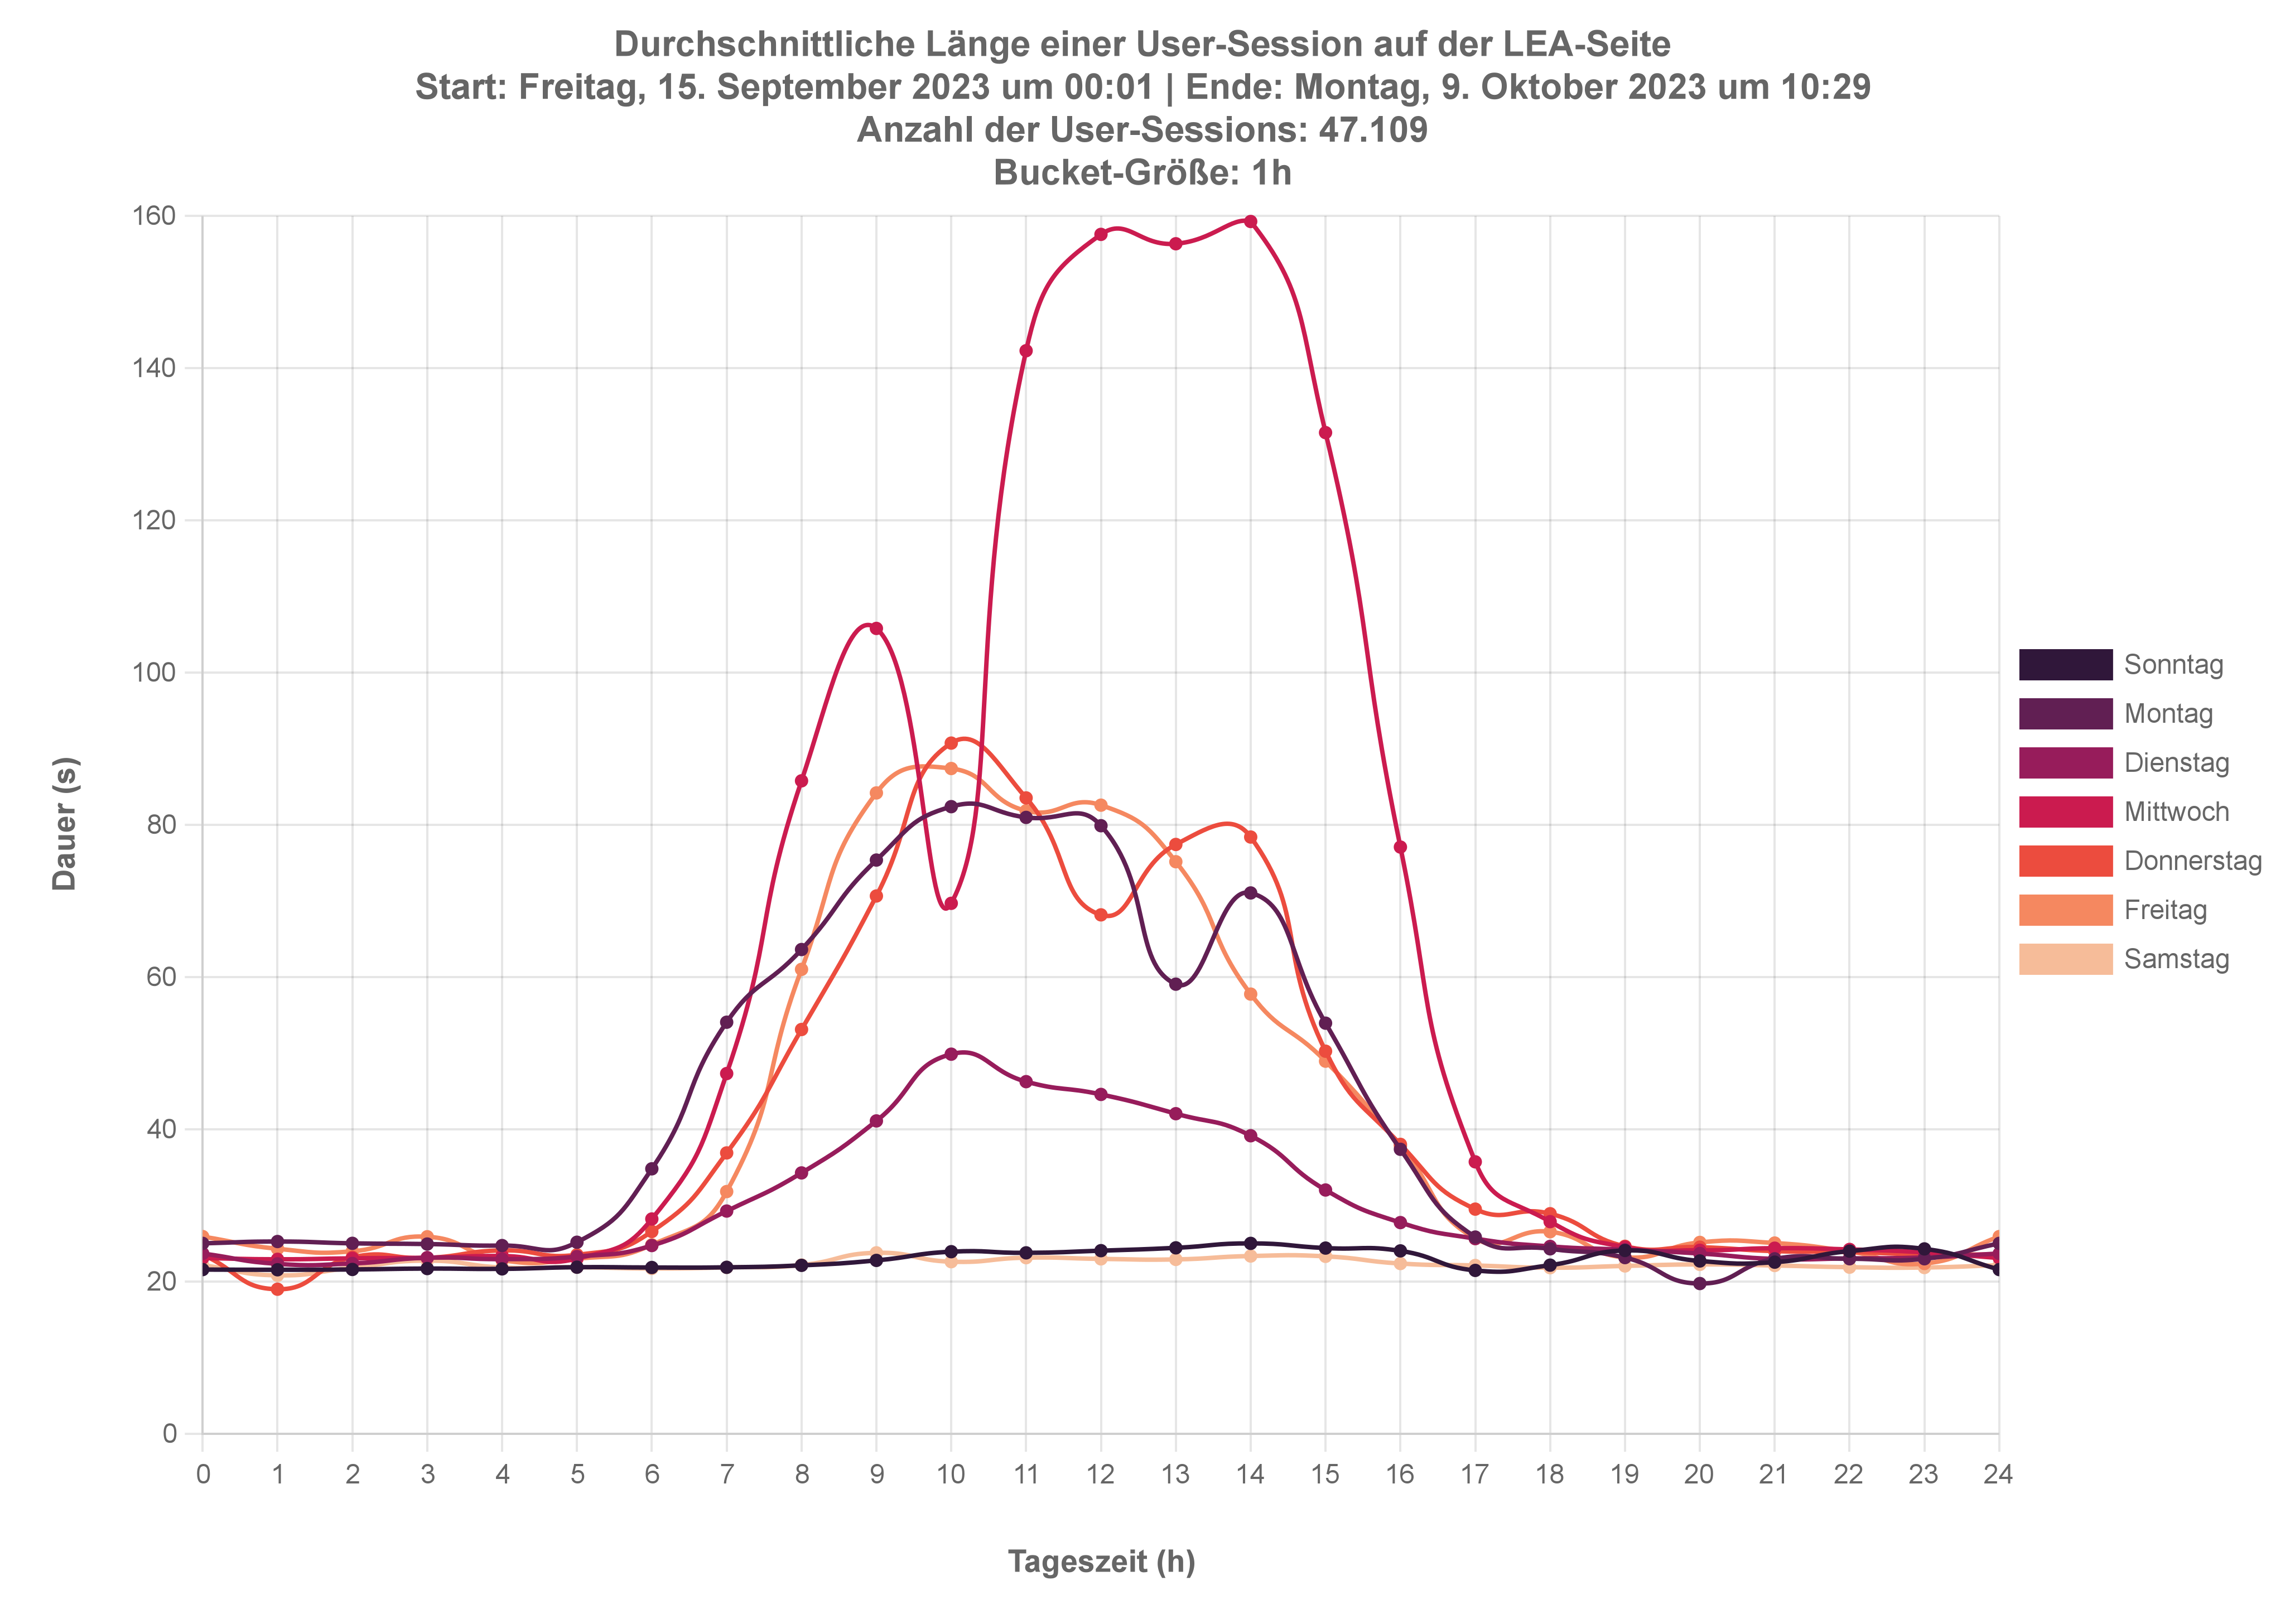 Durchschnittliche Länge einer User-Session auf der LEA-Seite
Start: Freitag, 15. September 2023 um 00:01 | Ende: Montag, 9. Oktober 2023 um 10:29
Anzahl der User-Sessions: 47.109
Bucket-Größe: 1h
160
140
120
100
80
60
40
20
0
Dauer (s)
0 1 2 3 4 5 6 7 8 9 10 11 12 13 14 15 16 17 18 19 20 21 22 23 24
Tageszeit (h)
Sonntag
Montag
Dienstag
Mittwoch
Donnerstag
Freitag
Samstag